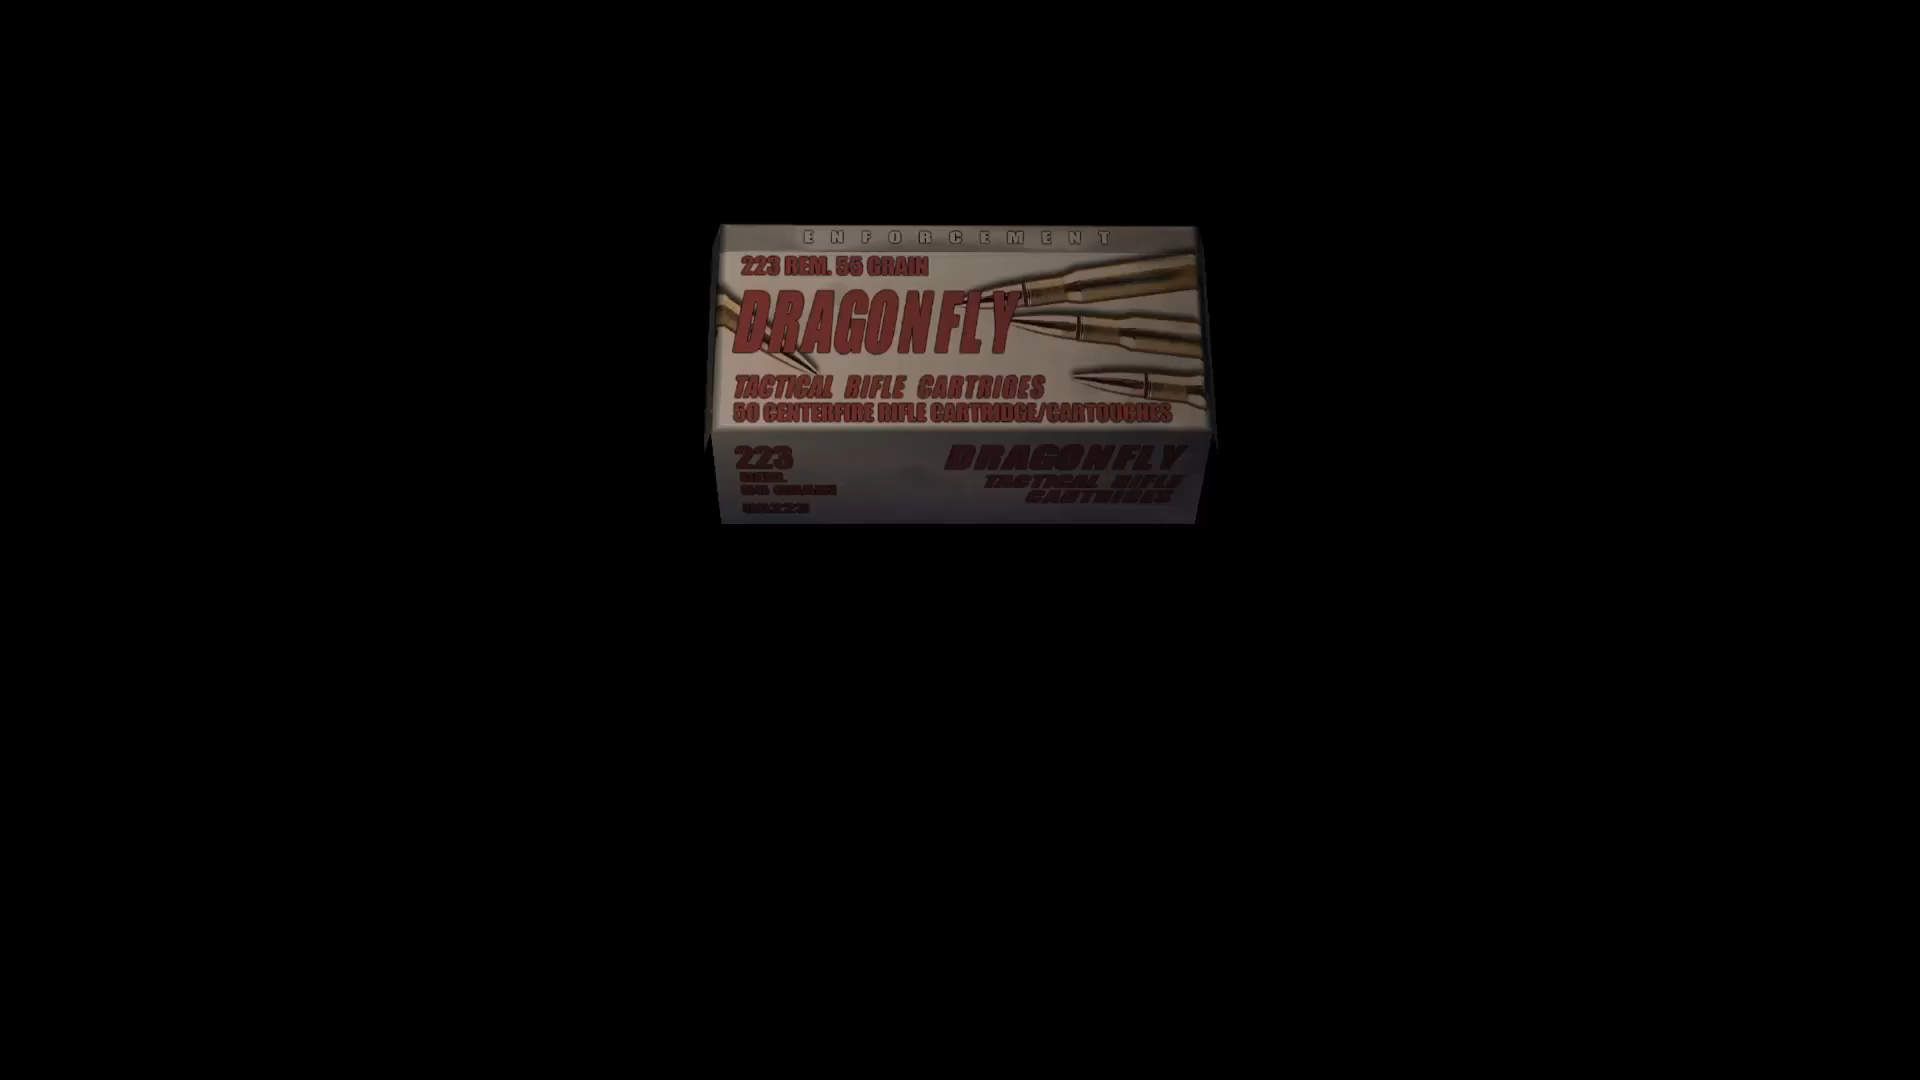 ENFORCEMENT
223 REM. 55 GRAIN
DRAGONFLY
TACTICAL RIFLE CARTRIGES
50 CENTERFIRE RIFLE CARTRIDGE/CARTOUCHES
223
DRAGONFLY
TACTICAL RIFLE
CARTRIGES